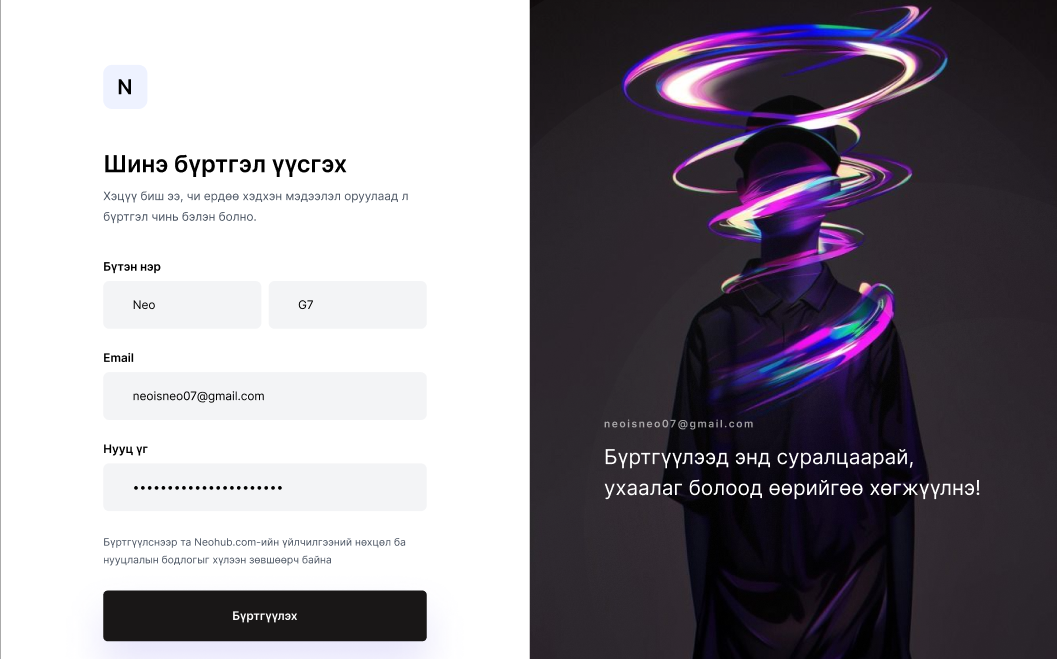 N
Шинэ бүртгэл үүсгэх
Хэцүү биш ээ, чи ердөө хэдхэн мэдээлэл оруулаад л
бүртгэл чинь бэлэн болно.
Бүтэн нэр
Neo
G7
Email
neoisneo07@gmail.com
Нууц үг
••••••••••••••••••••••
Бүртгүүлснээр та Neohub.com-ийн үйлчилгээний нөхцөл ба
нууцлалын бодлогыг хүлээн зөвшөөрч байна
Бүртгүүлэх
neoisneo07@gmail.com
Бүртгүүлээд энд суралцаарай,
ухаалаг болоод өөрийгөө хөгжүүлнэ!